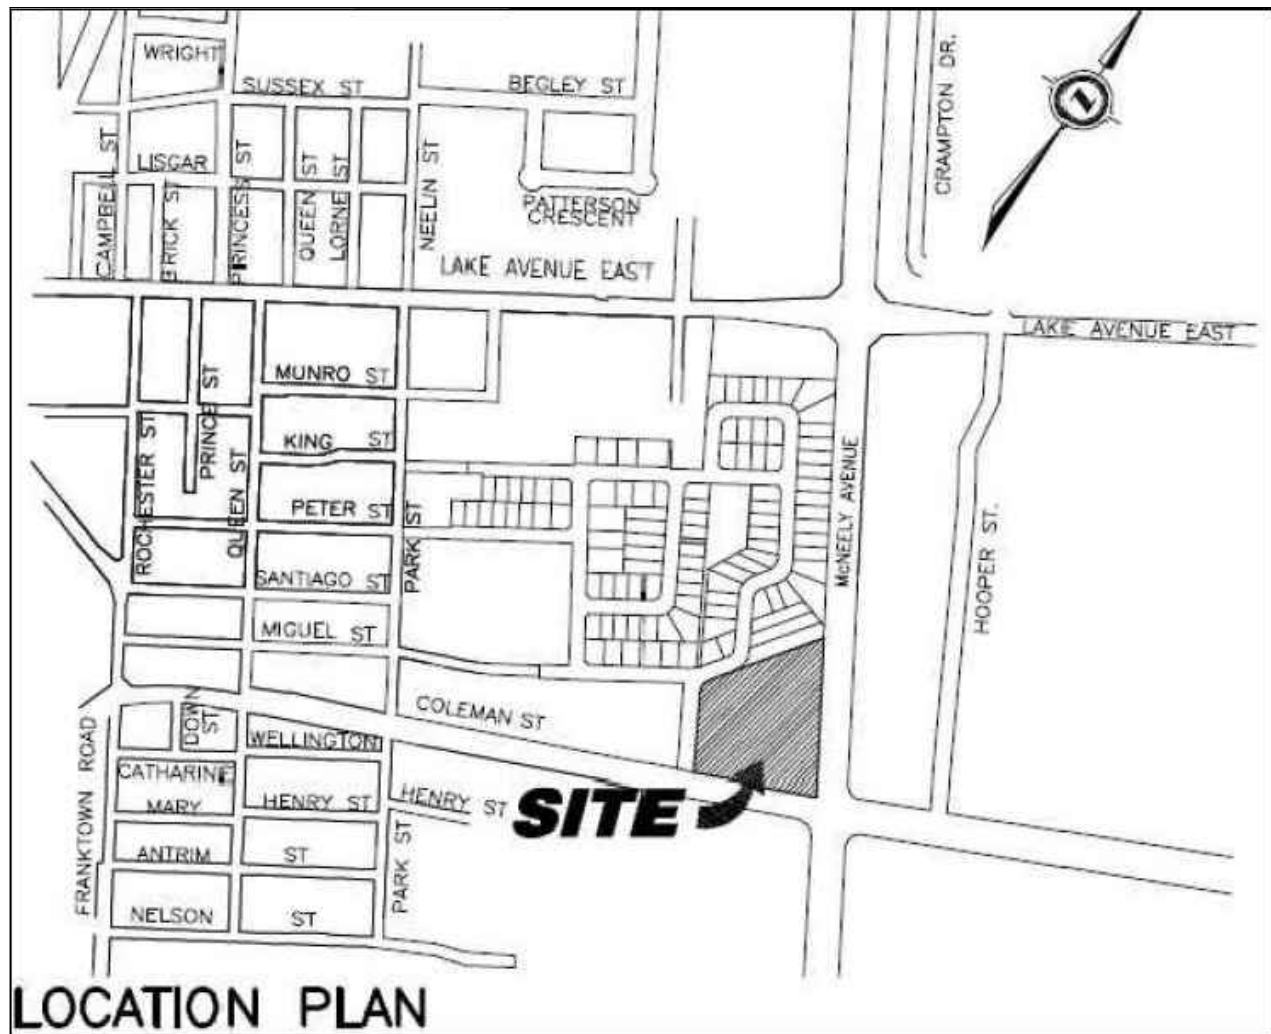 WRIGHT
SUSSEX ST
BEGLEY ST
CRAMPTON DR.
N
CAMPBELL ST
LISGAR
BRICK ST
PRINCESS ST
QUEEN ST
LORNE ST
NEELIN ST
PATTERSON
CRESCENT
LAKE AVENUE EAST
LAKE AVENUE EAST
MUNRO ST
PRINCE ST
KING ST
ROCHESTER ST
QUEEN ST
PETER ST
PARK ST
SANTIAGO ST
MIGUEL ST
McNEELY AVENUE
HOOPER ST.
COLEMAN ST
DOWN
ST
WELLINGTON
FRANKTOWN ROAD
CATHARINE
MARY
HENRY ST
HENRY ST
SITE
ANTRIM ST
PARK ST
NELSON ST
LOCATION PLAN